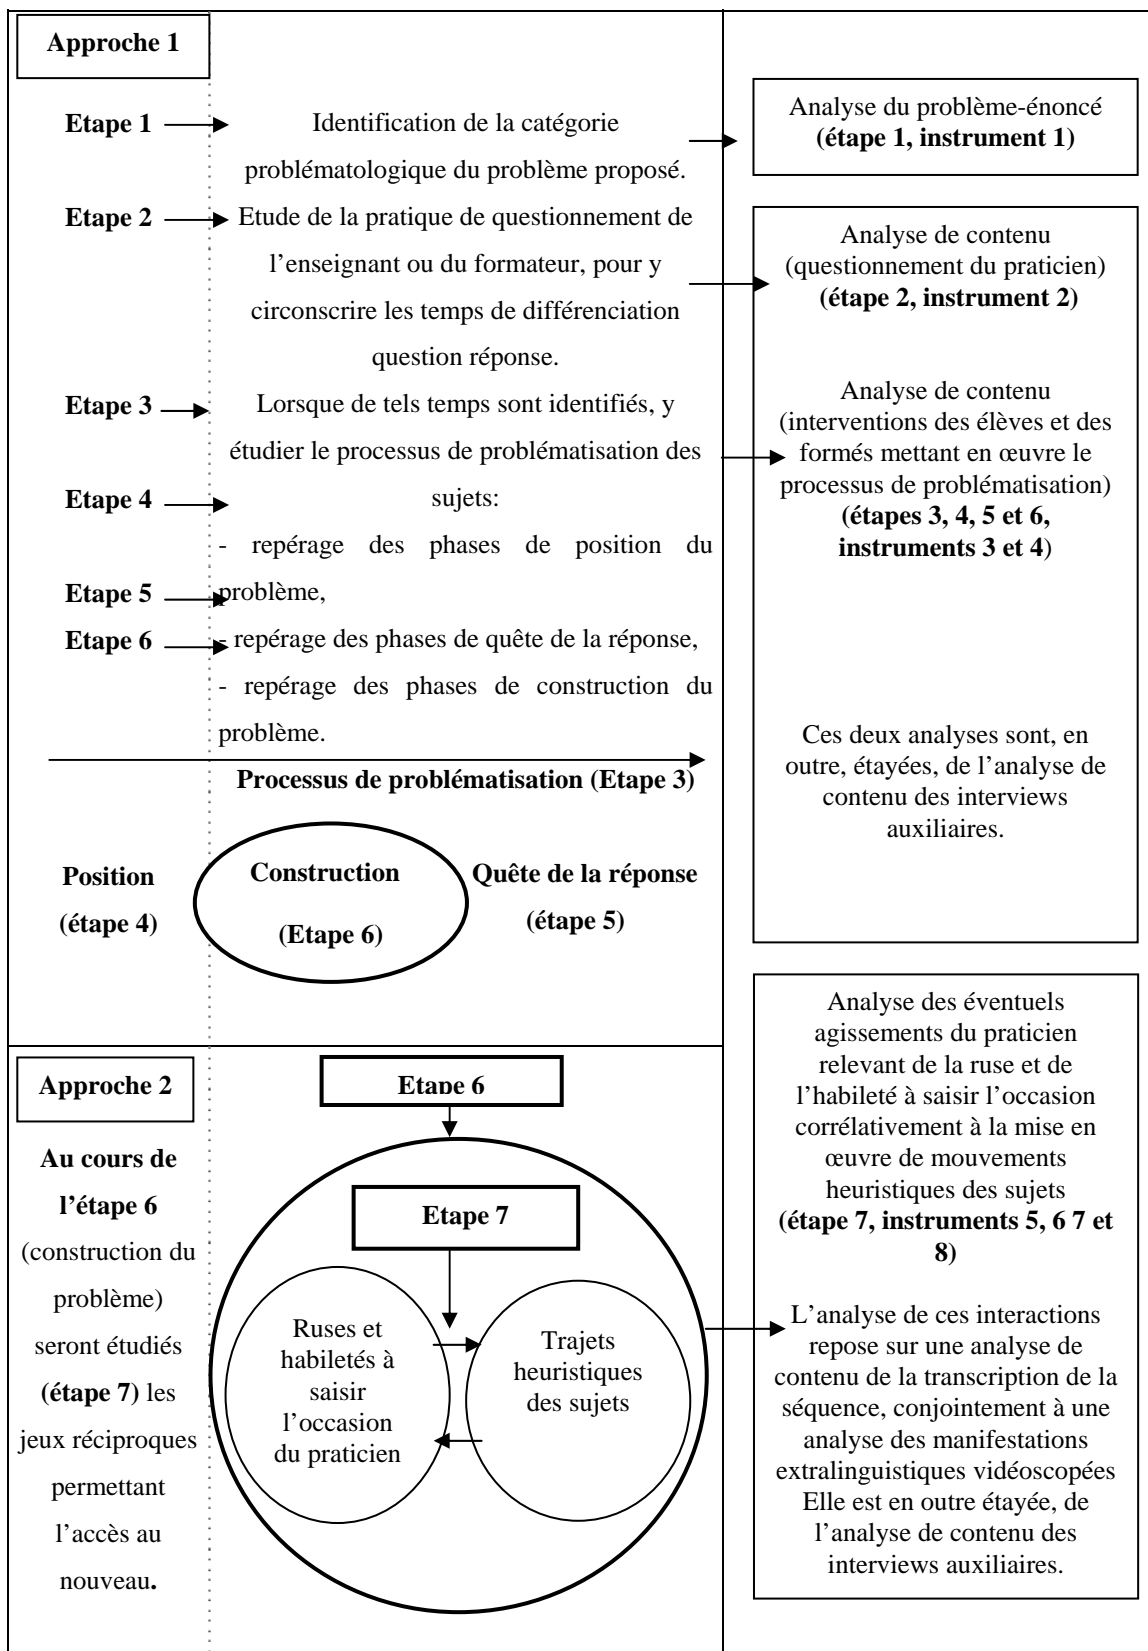 Approche 1
Etape 1
Identification de la catégorie
problématologique du problème proposé.
Etape 2
Etude de la pratique de questionnement de
l’enseignant ou du formateur, pour y
circonscrire les temps de différenciation
question réponse.
Etape 3
Lorsque de tels temps sont identifiés, y
étudier le processus de problématisation des
sujets:
Etape 4
- repérage des phases de position du
problème,
Etape 5
Etape 6
- repérage des phases de quête de la réponse,
- repérage des phases de construction du
problème.
Processus de problématisation (Etape 3)
Position
(étape 4)
Construction
(Etape 6)
Quête de la réponse
(étape 5)
Analyse du problème-énoncé
(étape 1, instrument 1)
Analyse de contenu
(questionnement du praticien)
(étape 2, instrument 2)
Analyse de contenu
(interventions des élèves et des
formés mettant en œuvre le
processus de problématisation)
(étapes 3, 4, 5 et 6,
instruments 3 et 4)
Ces deux analyses sont, en
outre, étayées, de l’analyse de
contenu des interviews
auxiliaires.
Approche 2
Au cours de
l’étape 6
(construction du
problème)
seront étudiés
(étape 7) les
jeux réciproques
permettant
l’accès au
nouveau.
Etape 6
Etape 7
Ruses et
habiletés à
saisir
l’occasion
du praticien
Trajets
heuristiques
des sujets
Analyse des éventuels
agissements du praticien
relevant de la ruse et de
l’habileté à saisir l’occasion
corrélativement à la mise en
œuvre de mouvements
heuristiques des sujets
(étape 7, instruments 5, 6 7 et
8)
L’analyse de ces interactions
repose sur une analyse de
contenu de la transcription de la
séquence, conjointement à une
analyse des manifestations
extralinguistiques vidéoscopées
Elle est en outre étayée, de
l’analyse de contenu des
interviews auxiliaires.